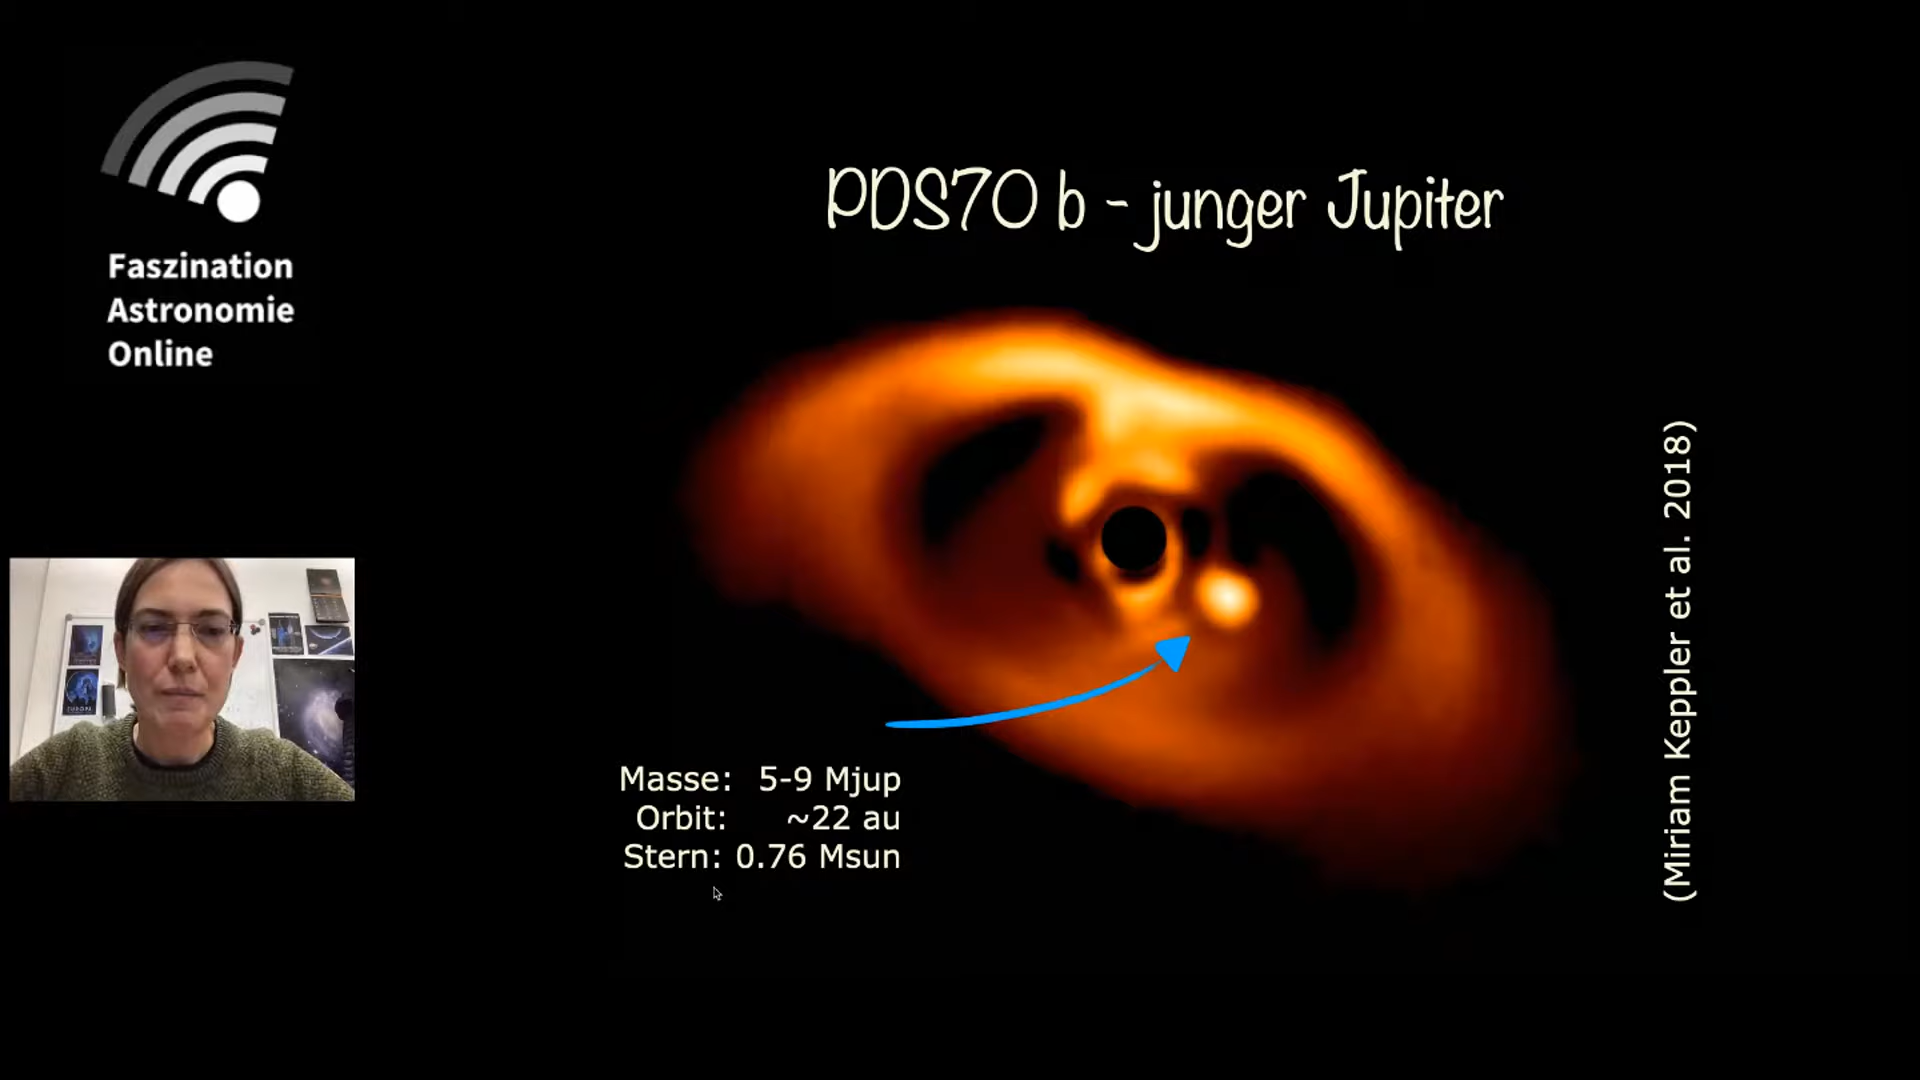 Faszination
Astronomie
Online
PDS70 b - junger Jupiter
Masse: 5-9 Mjup
Orbit: ~22 au
Stern: 0.76 Msun
(Miriam Keppler et al. 2018)
EUROPA